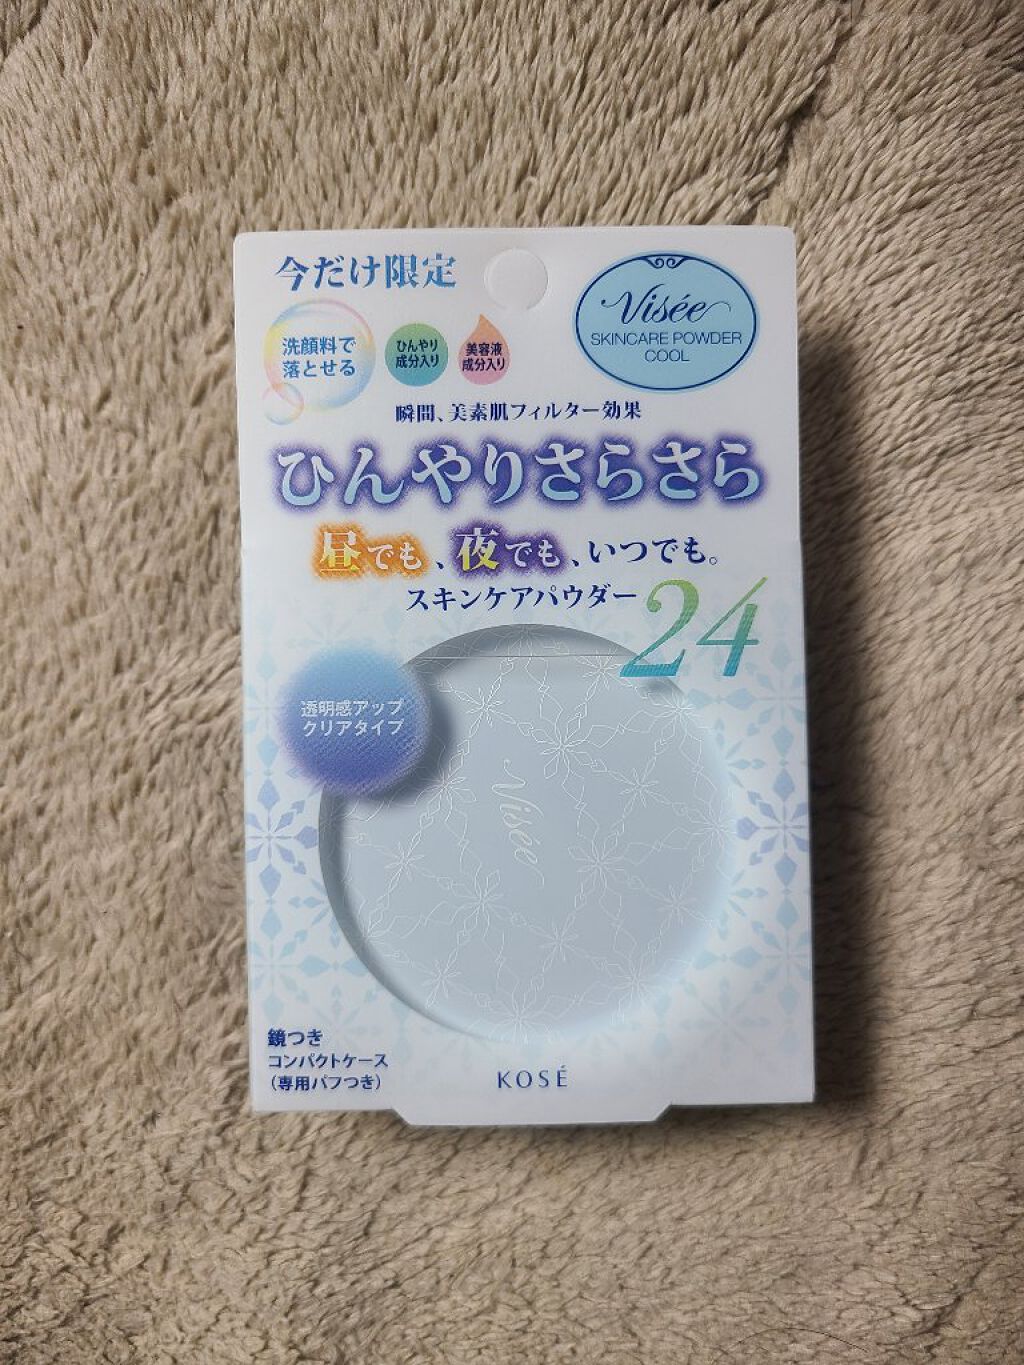 今だけ限定
Visée
SKINCARE POWDER
COOL
洗顔料で
落とせる
ひんやり
成分入り
美容液
成分入り
瞬間、美素肌フィルター効果
ひんやりさらさら
昼でも、夜でも、いつでも。
スキンケアパウダー24
透明感アップ
クリアタイプ
Visée
鏡つき
コンパクトケース
（専用パフつき）
KOSÉ